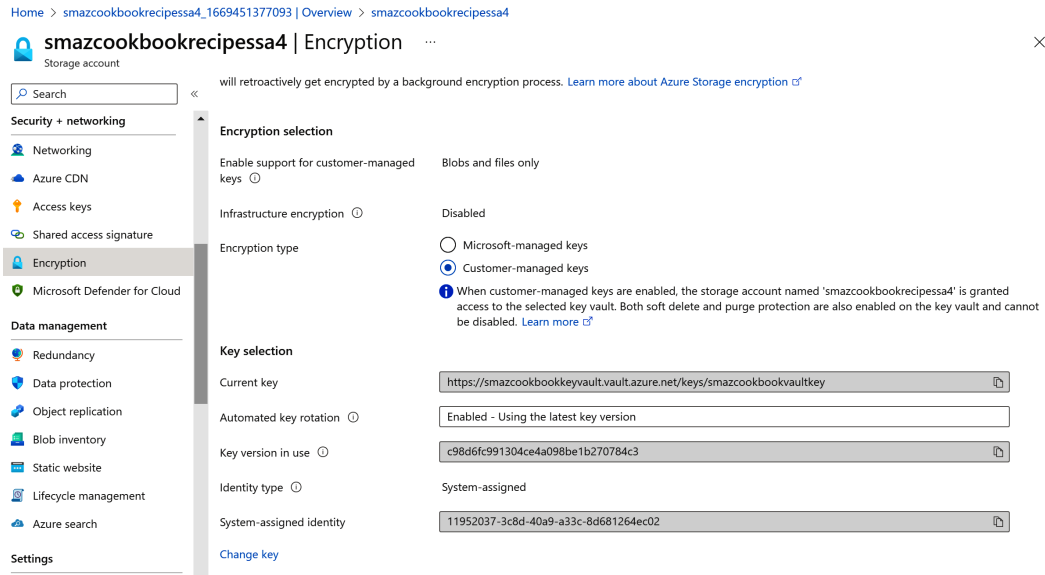 Home > smazcookbookrecipessa4_1669451377093 | Overview > smazcookbookrecipessa4
smazcookbookrecipessa4 | Encryption ...
Storage account
Search
Security + networking
Networking
Azure CDN
Access keys
Shared access signature
Encryption
Microsoft Defender for Cloud
Data management
Redundancy
Data protection
Object replication
Blob inventory
Static website
Lifecycle management
Azure search
Settings
will retroactively get encrypted by a background encryption process. Learn more about Azure Storage encryption
Encryption selection
Enable support for customer-managed
keys
Blobs and files only
Infrastructure encryption
Disabled
Encryption type
Microsoft-managed keys
Customer-managed keys
When customer-managed keys are enabled, the storage account named 'smazcookbookrecipessa4' is granted
access to the selected key vault. Both soft delete and purge protection are also enabled on the key vault and cannot
be disabled. Learn more
Key selection
Current key
https://smazcookbookkeyvault.vault.azure.net/keys/smazcookbookvaultkey
Automated key rotation
Enabled - Using the latest key version
Key version in use
c98d6fc991304ce4a098be1b270784c3
Identity type
System-assigned
System-assigned identity
11952037-3c8d-40a9-a33c-8d681264ec02
Change key